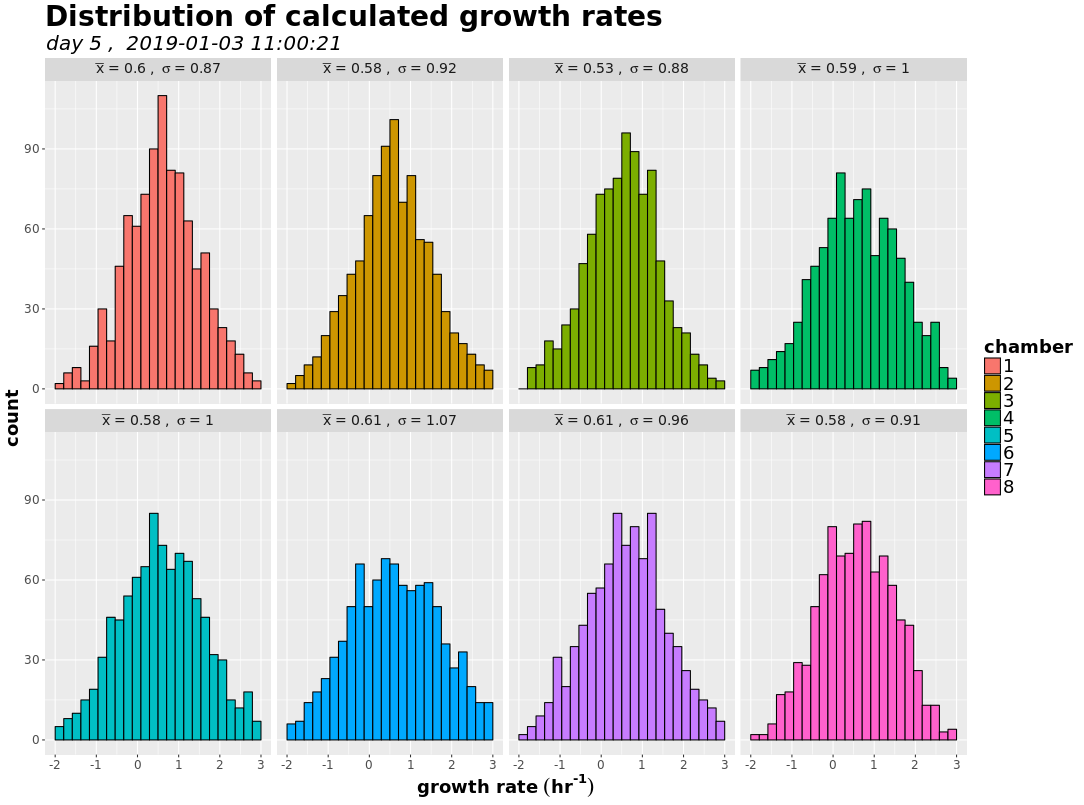 Distribution of calculated growth rates
day 5 ,  2019-01-03 11:00:21
x̅ = 0.6 ,  σ = 0.87
x̅ = 0.58 ,  σ = 0.92
x̅ = 0.53 ,  σ = 0.88
x̅ = 0.59 ,  σ = 1
90
60
30
0
x̅ = 0.58 ,  σ = 1
x̅ = 0.61 ,  σ = 1.07
x̅ = 0.61 ,  σ = 0.96
x̅ = 0.58 ,  σ = 0.91
90
60
30
0
-2 -1 0 1 2 3
-2 -1 0 1 2 3
-2 -1 0 1 2 3
-2 -1 0 1 2 3
count
growth rate (hr⁻¹)
chamber
1
2
3
4
5
6
7
8